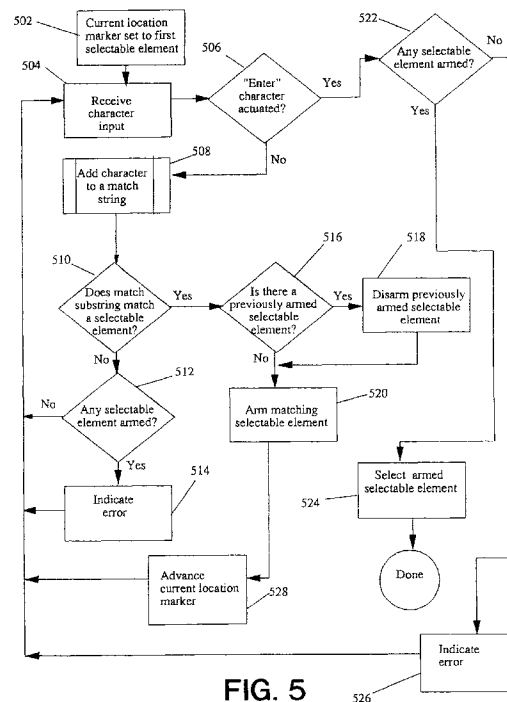 502
Current location
marker set to first
selectable element
504
Receive
character
input
506
"Enter"
character
actuated?
Yes
No
522
Any selectable
element armed?
No
Yes
508
Add character
to a match
string
510
Does match
substring match
a selectable
element?
Yes
No
516
Is there a
previously armed
selectable
element?
Yes
No
518
Disarm previously
armed selectable
element
512
Any selectable
element armed?
No
Yes
520
Arm matching
selectable element
514
Indicate
error
Select armed
selectable element
524
Done
Advance
current location
marker
528
Indicate
error
526
FIG. 5